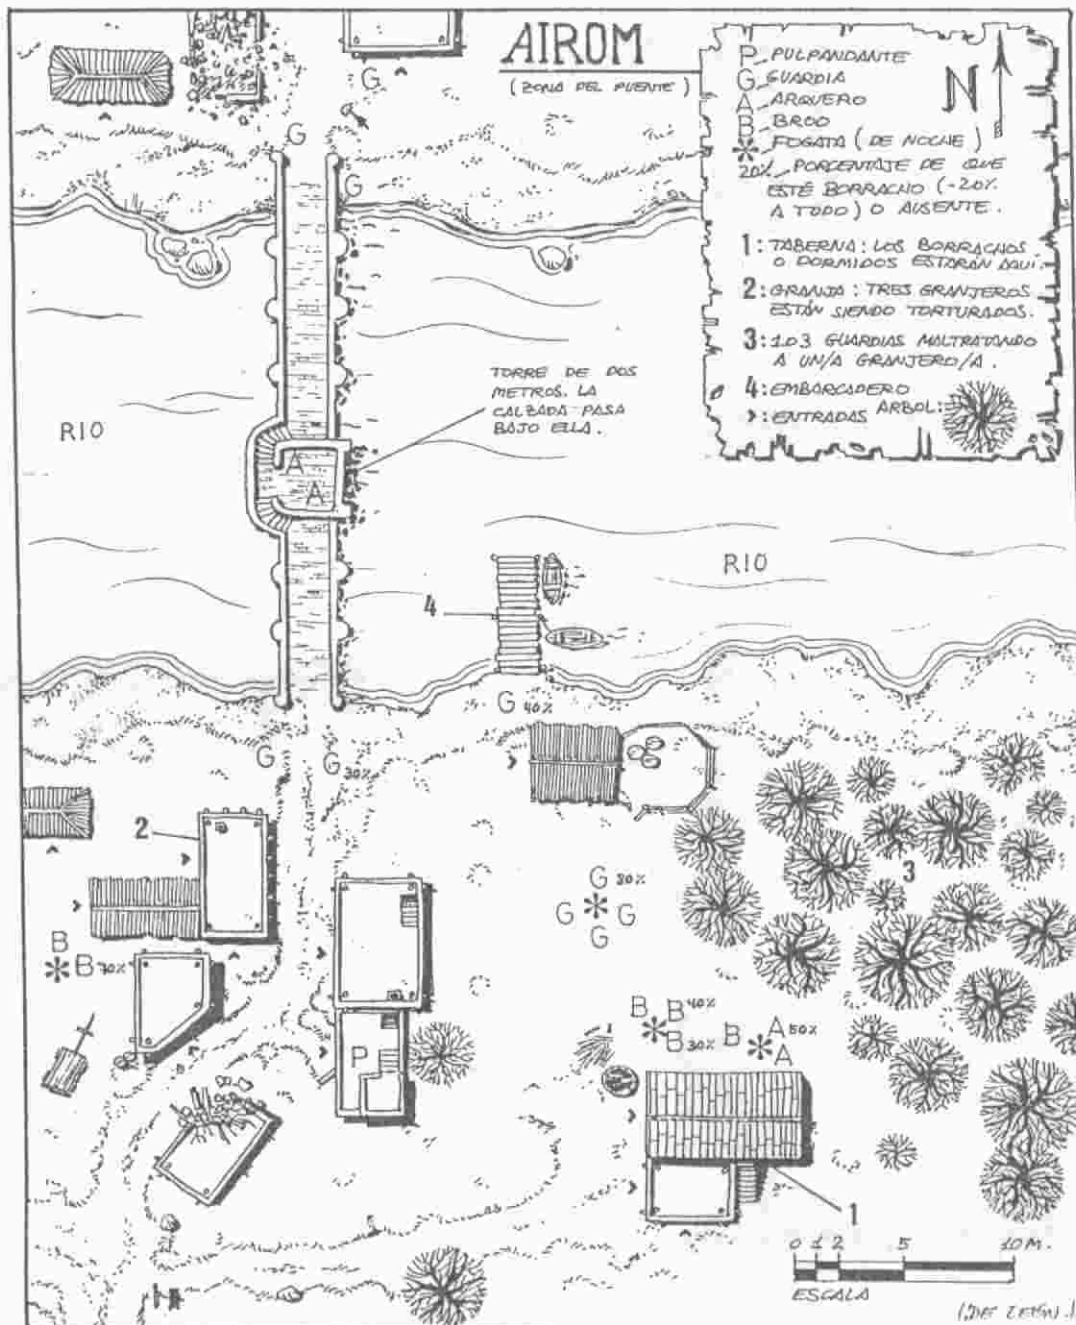 AIROM
(ZONA DEL PUENTE)
P_PULPANDANTE
G_GUARDIA
A_ARQUERO
B_BROO
*_FOGATA (DE NOCHE)
20%_PORCENTAJE DE QUE
ESTÉ BORRACHO (-20%
A TODO) O AUSENTE.
N
1: TABERNA: LOS BORRACHOS
O DORMIDOS ESTARÁN AQUÍ.
2: GRANJA: TRES GRANJEROS
ESTÁN SIENDO TORTURADOS.
3: 1D3 GUARDIAS MALTRATANDO
A UN/A GRANJERO/A.
4: EMBARCADERO
>: ENTRADAS ARBOL:
G
G
G
TORRE DE DOS
METROS. LA
CALZADA PASA
BAJO ELLA.
RIO
A
A
RIO
4
G 40%
G
G 30%
2
3
G 80%
G * G
G
B
* B 70%
B B 40%
*
B 30%
B * A 50%
A
P
1
0 1 2 5 10 M.
ESCALA